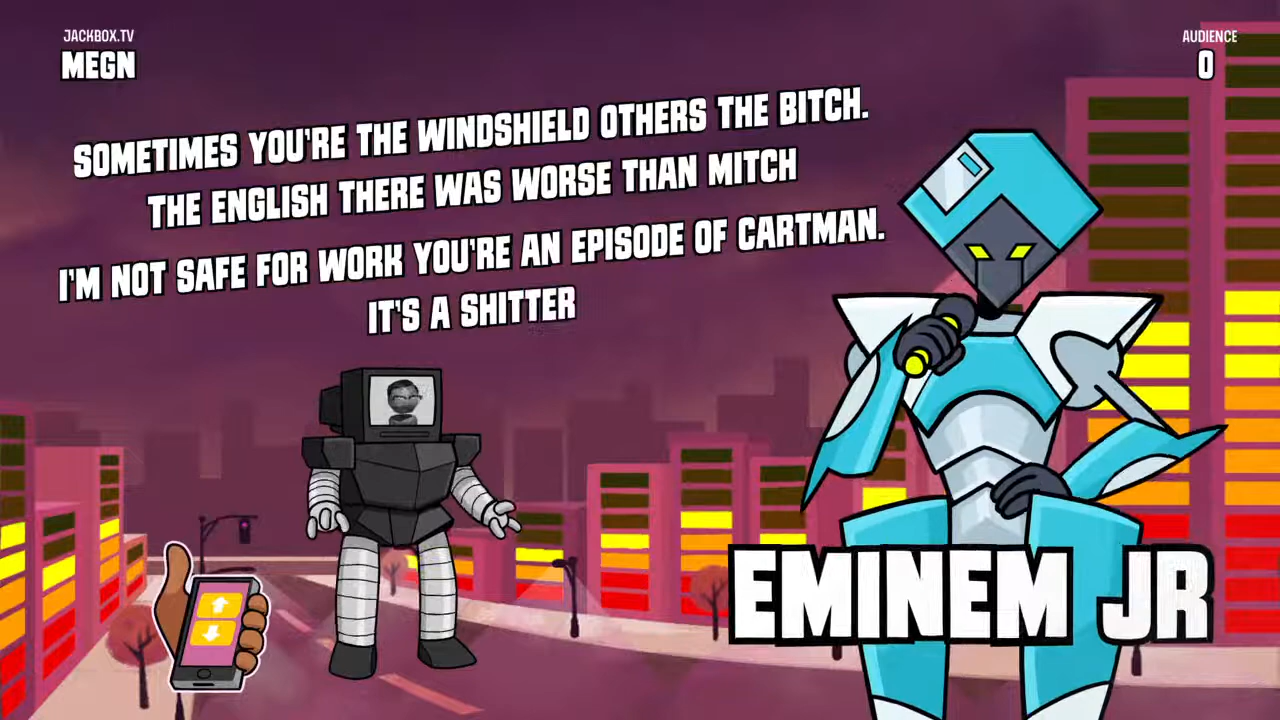 JACKBOX.TV
MEGN
AUDIENCE
0
SOMETIMES YOU'RE THE WINDSHIELD OTHERS THE BITCH.
THE ENGLISH THERE WAS WORSE THAN MITCH
I'M NOT SAFE FOR WORK YOU'RE AN EPISODE OF CARTMAN.
IT'S A SHITTER
EMINEM JR